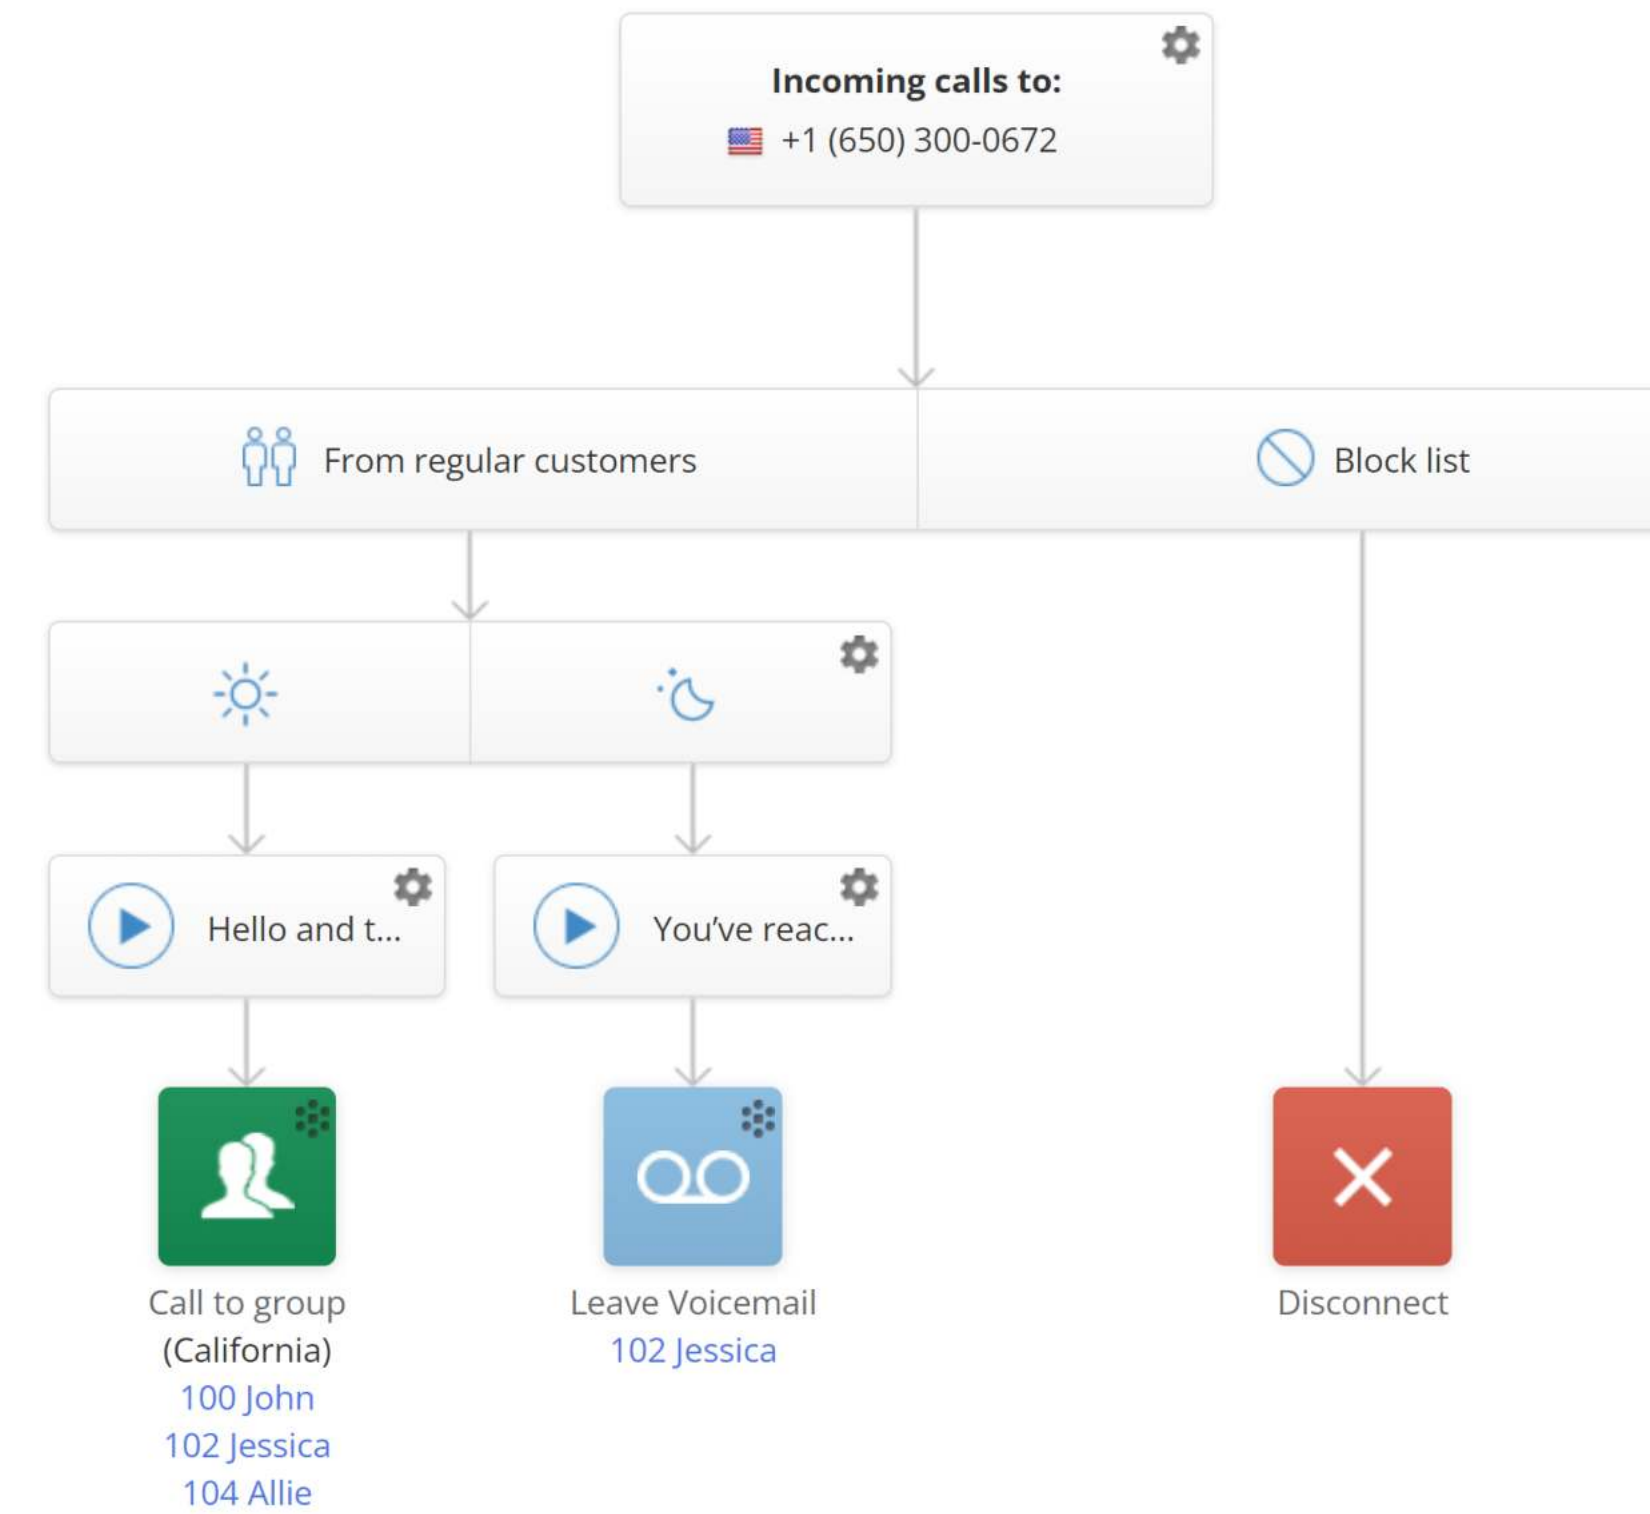 Incoming calls to:
+1 (650) 300-0672
From regular customers
Block list
Hello and t...
You’ve reac...
Call to group
(California)
100 John
102 Jessica
104 Allie
Leave Voicemail
102 Jessica
Disconnect